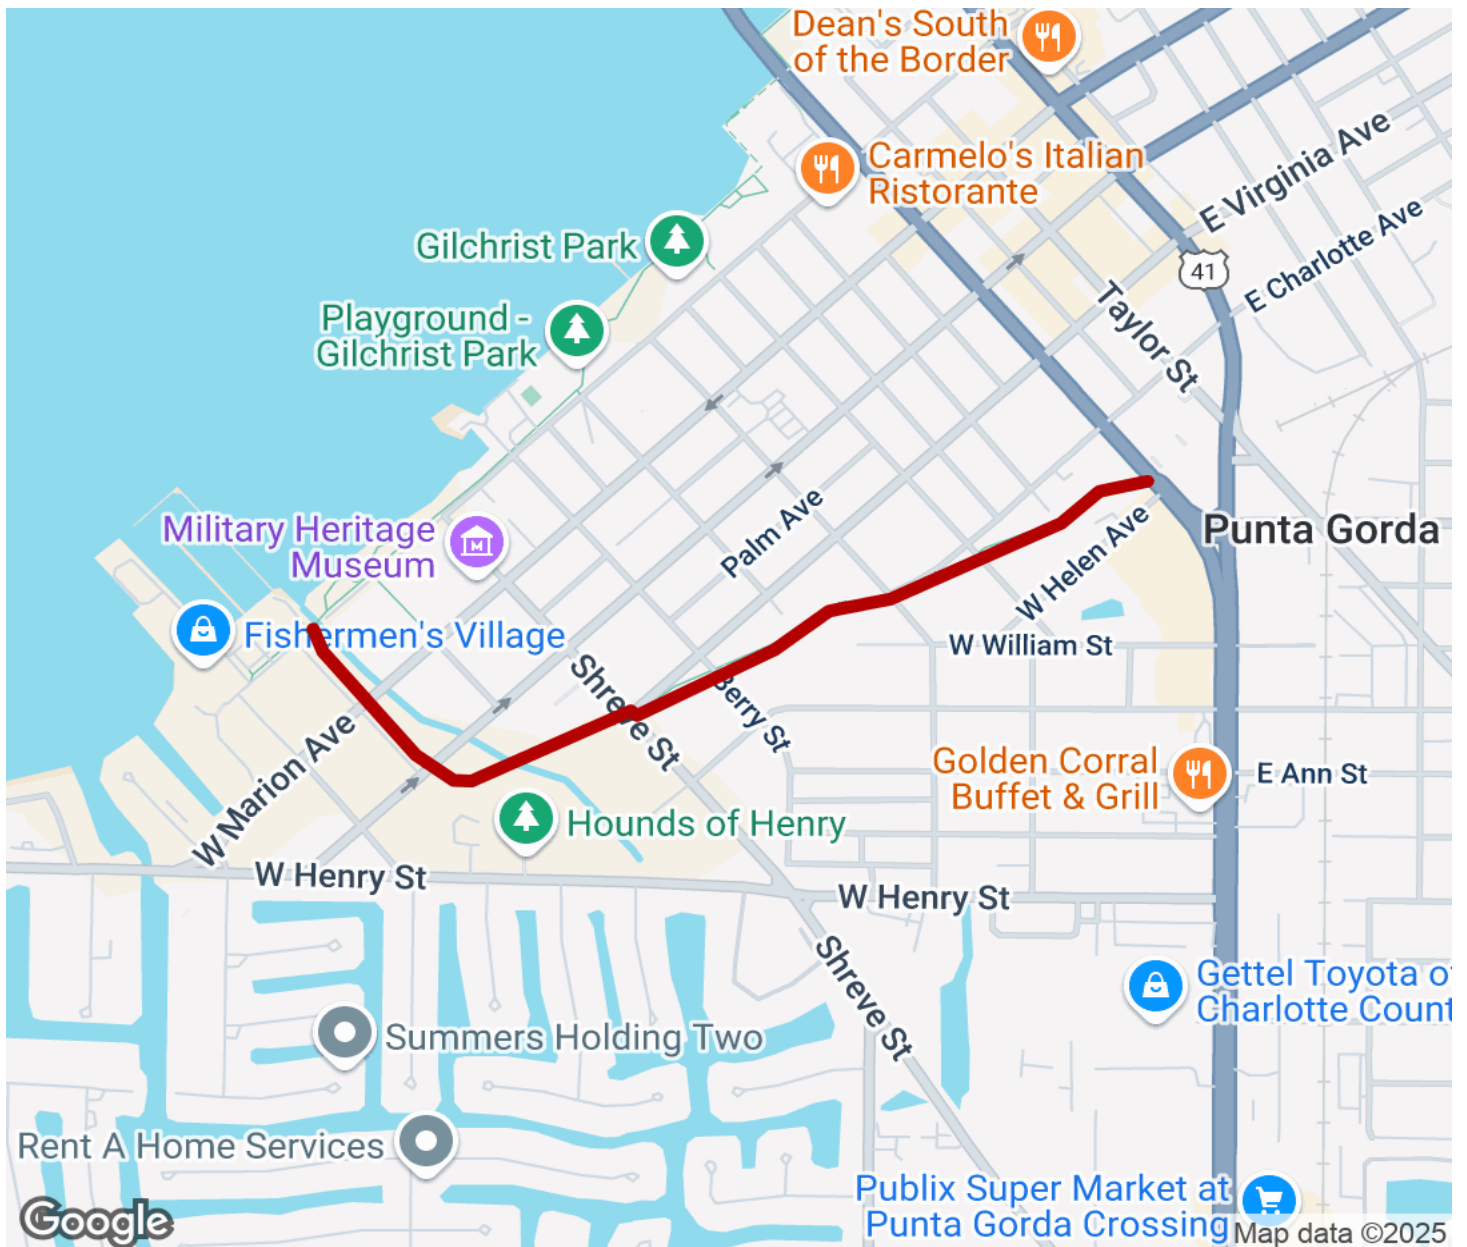 Dean's South
of the Border
Carmelo's Italian
Ristorante
E Virginia Ave
E Charlotte Ave
41
Taylor St
Gilchrist Park
Playground -
Gilchrist Park
Palm Ave
Military Heritage
Museum
M
Punta Gorda
W Helen Ave
Fishermen's Village
W William St
Shreve St
Berry St
W Marion Ave
Golden Corral
Buffet & Grill
E Ann St
Hounds of Henry
W Henry St
W Henry St
Shreve St
Gettel Toyota o
Charlotte Count
Summers Holding Two
Rent A Home Services
Publix Super Market at
Punta Gorda Crossing
Google
Map data ©2025